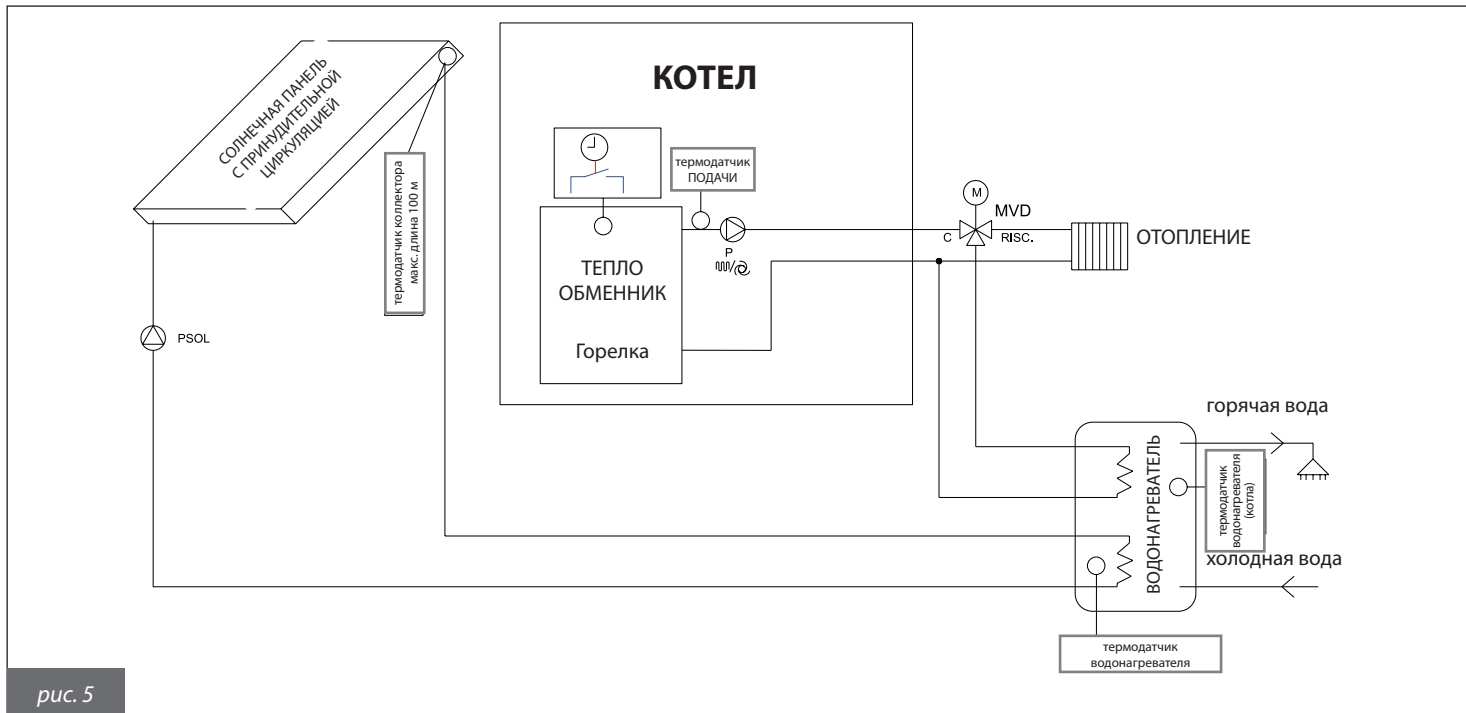 СОЛНЕЧНАЯ ПАНЕЛЬ
С ПРИНУДИТЕЛЬНОЙ
ЦИРКУЛЯЦИЕЙ
термодатчик коллектора
макс. длина 100 м
PSOL
КОТЕЛ
термодатчик
ПОДАЧИ
P
ТЕПЛО
ОБМЕННИК
Горелка
M
MVD
C
RISC.
ОТОПЛЕНИЕ
горячая вода
ВОДОНАГРЕВАТЕЛЬ
термодатчик
водонагревателя
(котла)
холодная вода
термодатчик
водонагревателя
рис. 5